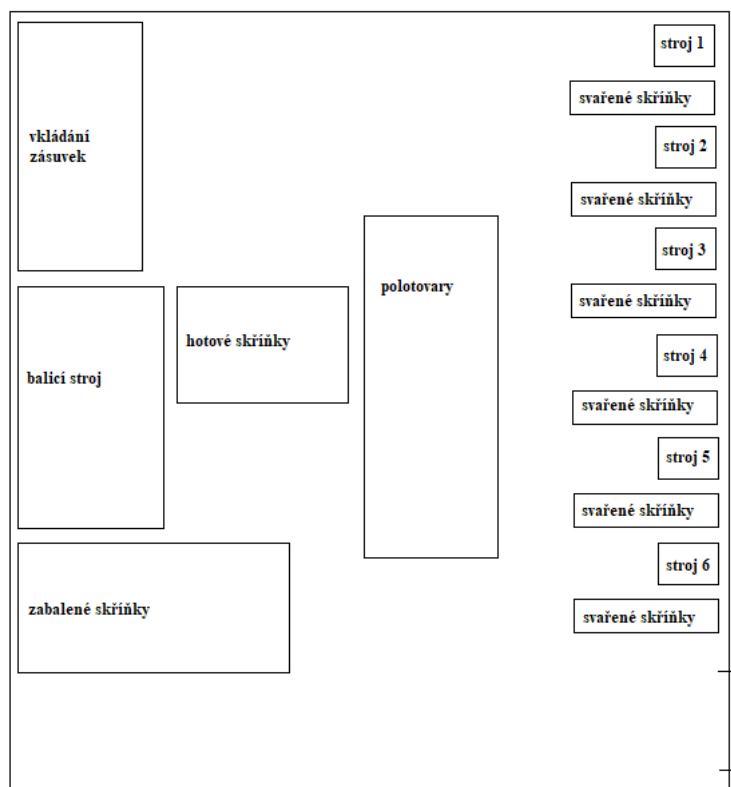 vkládání
zásuvek
balicí stroj
zabalené skříňky
hotové skříňky
polotovary
stroj 1
svařené skříňky
stroj 2
svařené skříňky
stroj 3
svařené skříňky
stroj 4
svařené skříňky
stroj 5
svařené skříňky
stroj 6
svařené skříňky